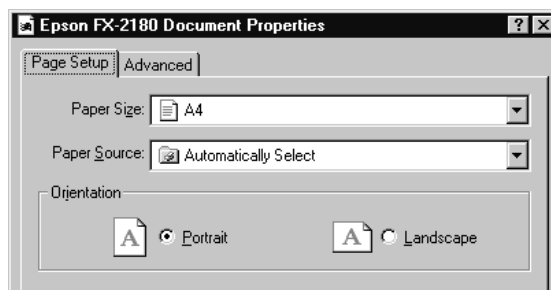 Epson FX-2180 Document Properties
Page Setup Advanced
Paper Size: A4
Paper Source: Automatically Select
Orientation
A Portrait A Landscape